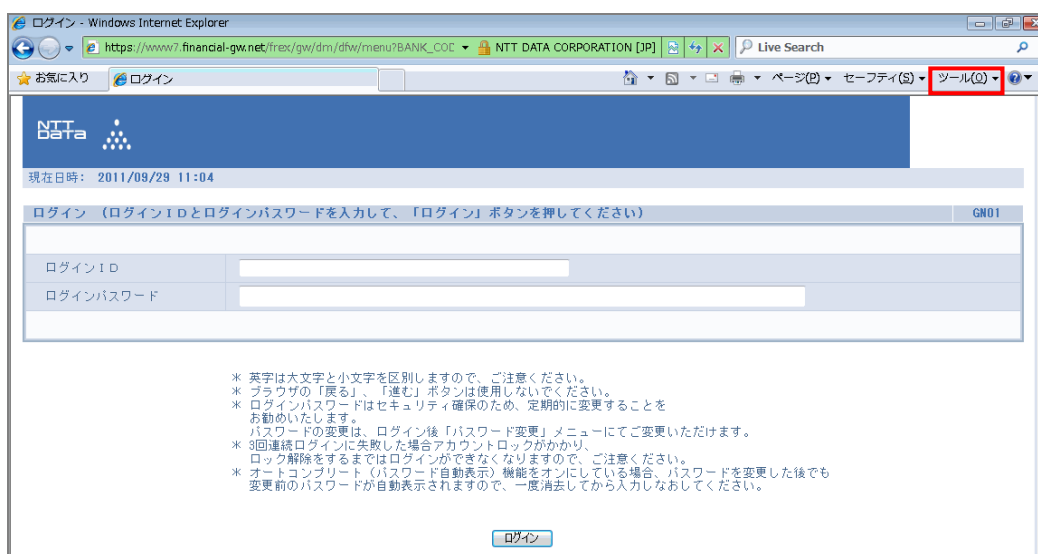 ログイン - Windows Internet Explorer
https://www7.financial-gw.net/frex/gw/dm/dfw/menu?BANK_COD NTT DATA CORPORATION [JP] Live Search
お気に入り ログイン ページ(P) セーフティ(S) ツール(O)
NTT DATA
現在日時： 2011/09/29 11:04
ログイン （ログインＩＤとログインパスワードを入力して、「ログイン」ボタンを押してください） GN01
ログインＩＤ
ログインパスワード
＊ 英字は大文字と小文字を区別しますので、ご注意ください。
＊ ブラウザの「戻る」、「進む」ボタンは使用しないでください。
＊ ログインパスワードはセキュリティ確保のため、定期的に変更することを
お勧めいたします。
パスワードの変更は、ログイン後「パスワード変更」メニューにてご変更いただけます。
＊ 3回連続ログインに失敗した場合アカウントロックがかかり、
ロック解除をするまではログインができなくなりますので、ご注意ください。
＊ オートコンプリート（パスワード自動表示）機能をオンにしている場合、パスワードを変更した後でも
変更前のパスワードが自動表示されますので、一度消去してから入力しなおしてください。
ログイン